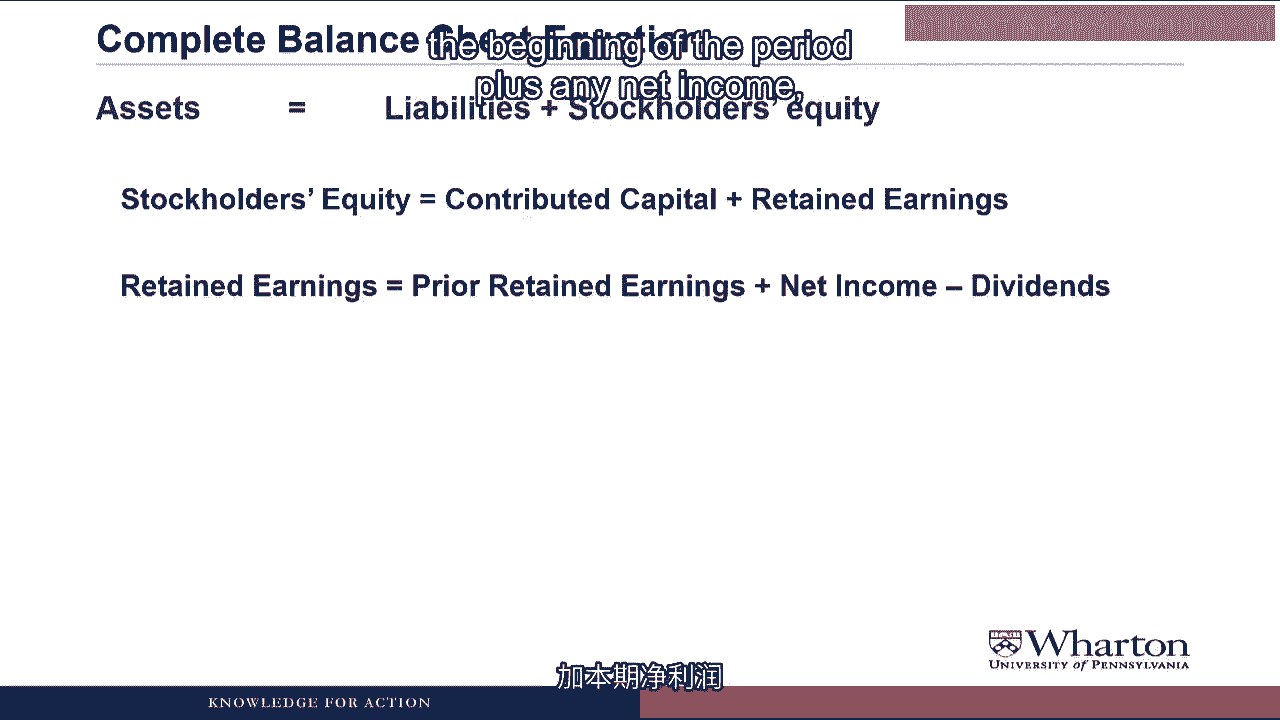 Complete Balance Sheet Equation
the beginning of the period
plus any net income,
Assets = Liabilities + Stockholders' equity
Stockholders' Equity = Contributed Capital + Retained Earnings
Retained Earnings = Prior Retained Earnings + Net Income – Dividends
Wharton
UNIVERSITY of PENNSYLVANIA
加本期净利润
KNOWLEDGE FOR ACTION